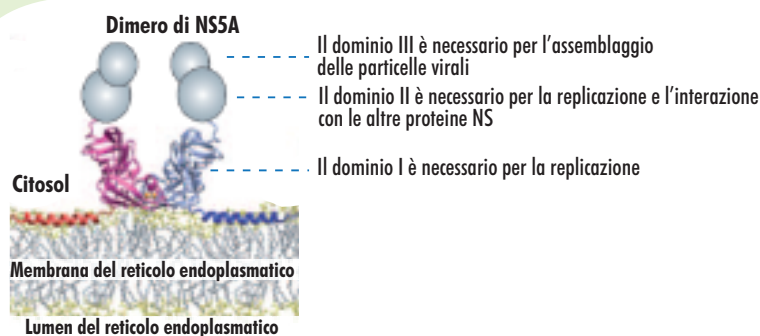 Dimero di NS5A
Il dominio III è necessario per l'assemblaggio
delle particelle virali
Il dominio II è necessario per la replicazione e l'interazione
con le altre proteine NS
Il dominio I è necessario per la replicazione
Citosol
Membrana del reticolo endoplasmatico
Lumen del reticolo endoplasmatico